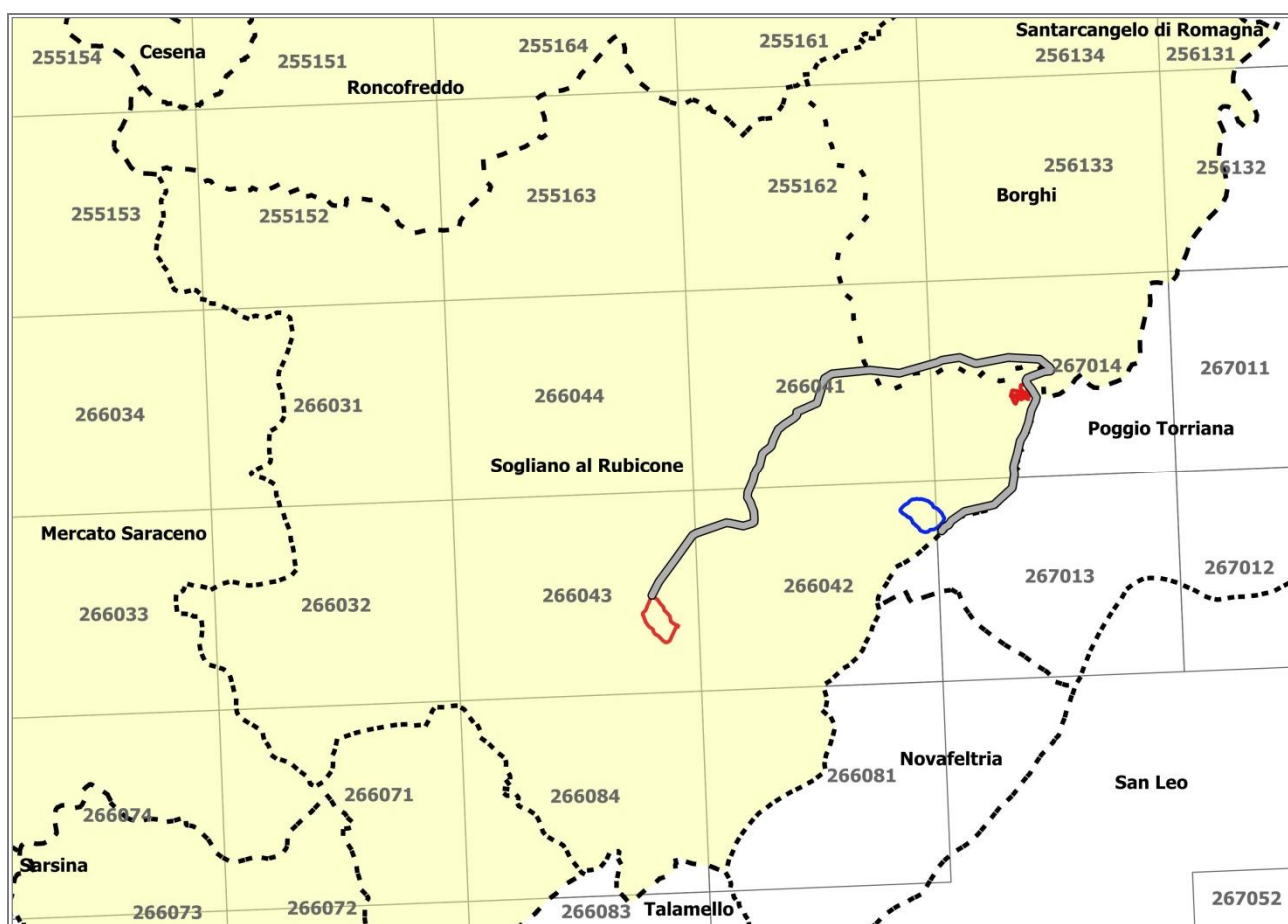 Santarcangelo di Romagna
255154
Cesena
255151
255164
255161
256134
256131
Roncofreddo
255153
255152
255163
255162
256133
256132
Borghi
266034
266031
266044
266041
267014
267011
Poggio Torriana
Sogliano al Rubicone
Mercato Saraceno
266033
266032
266043
266042
267013
267012
Novafeltria
San Leo
266074
266071
266084
266081
Sarsina
266073
266072
266083
Talamello
267052